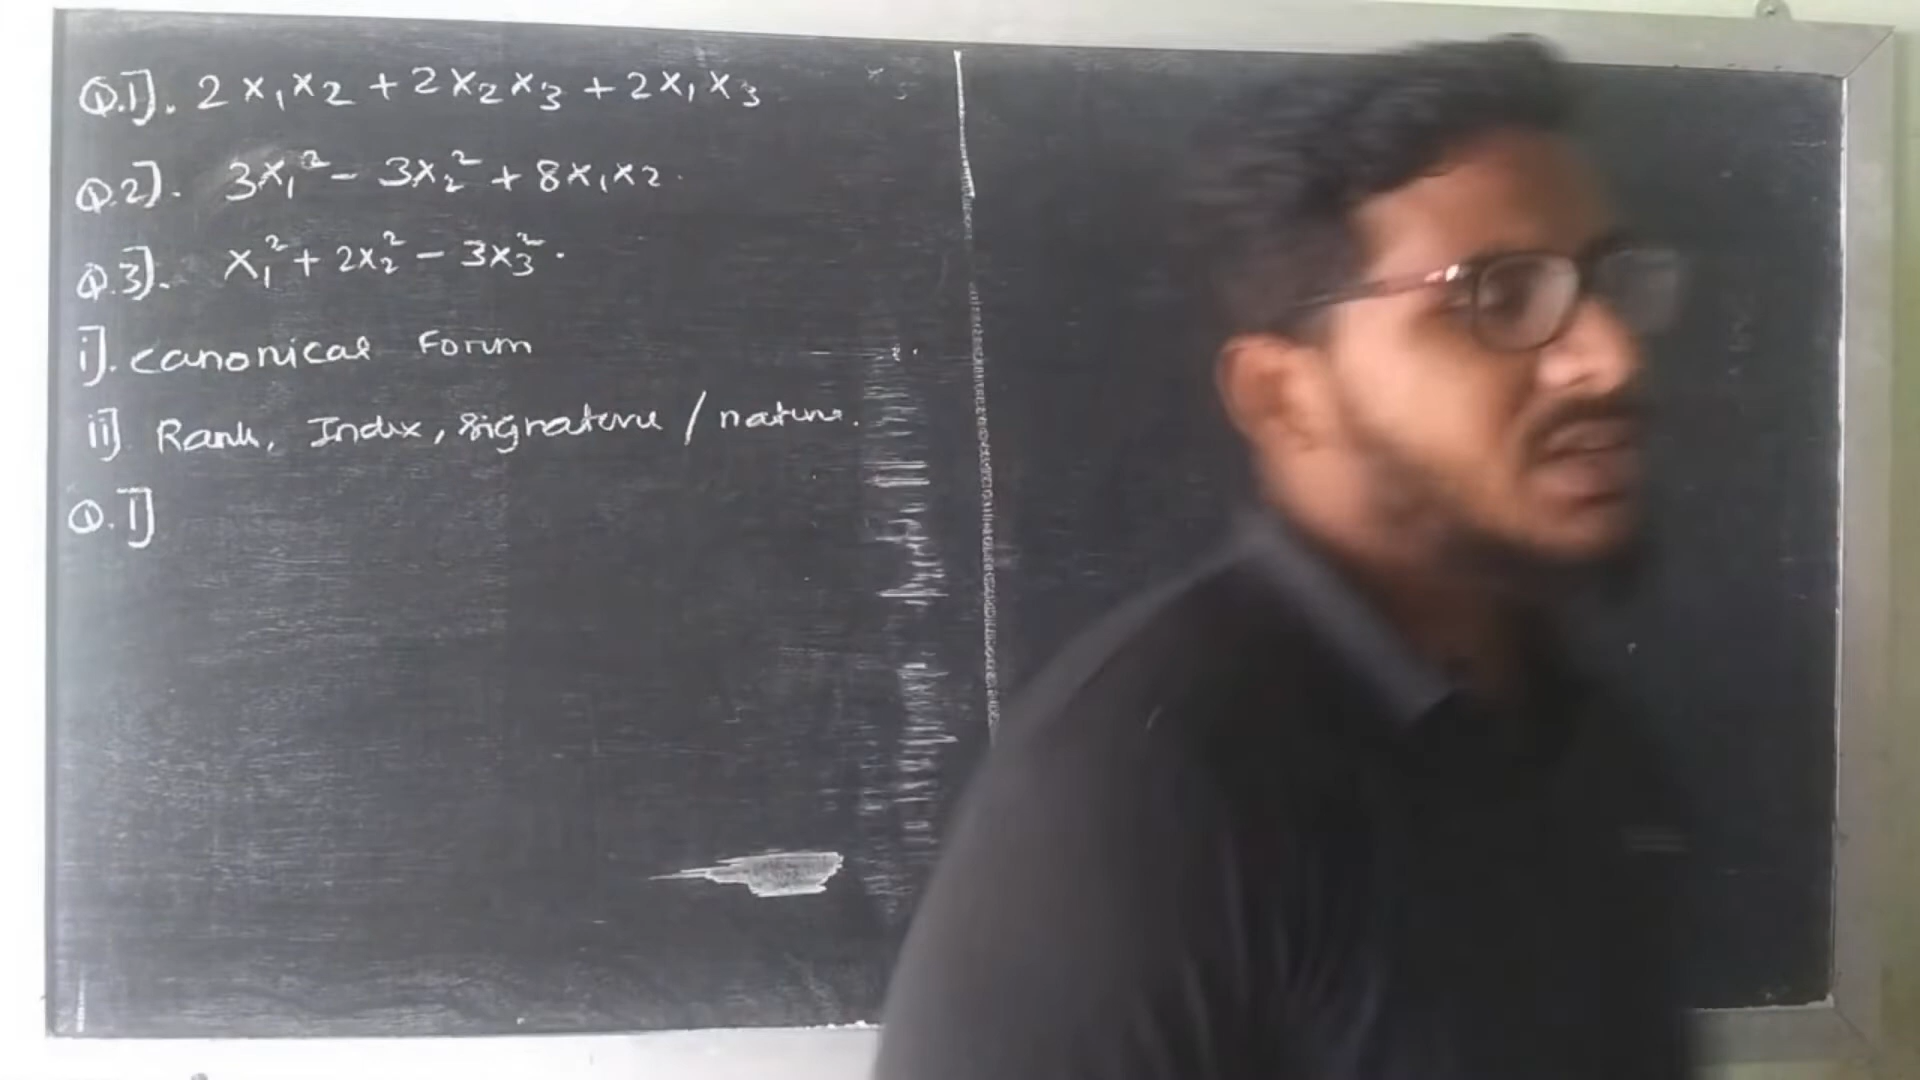 Q.1]. 2x₁x₂ + 2x₂x₃ + 2x₁x₃
Q.2]. 3x₁² - 3x₂² + 8x₁x₂.
Q.3]. x₁² + 2x₂² - 3x₃².
i]. canonical Form
ii] Rank, Index, signature / nature.
Q.1]